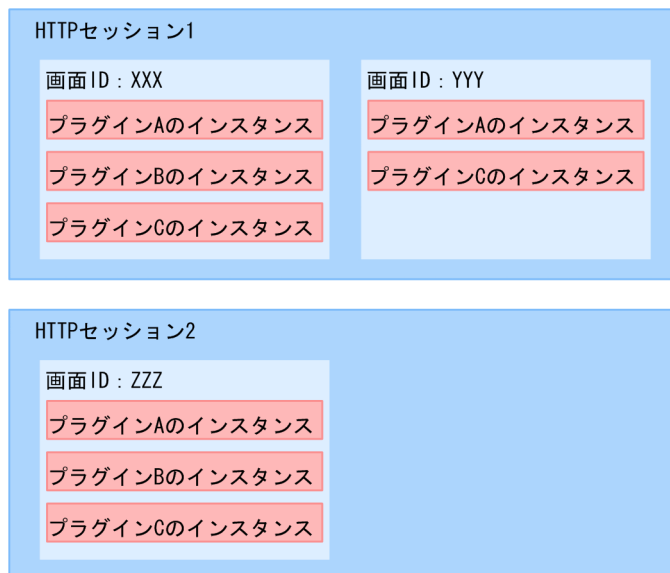 HTTPセッション1
画面ID：XXX
プラグインAのインスタンス
プラグインBのインスタンス
プラグインCのインスタンス
画面ID：YYY
プラグインAのインスタンス
プラグインCのインスタンス
HTTPセッション2
画面ID：ZZZ
プラグインAのインスタンス
プラグインBのインスタンス
プラグインCのインスタンス